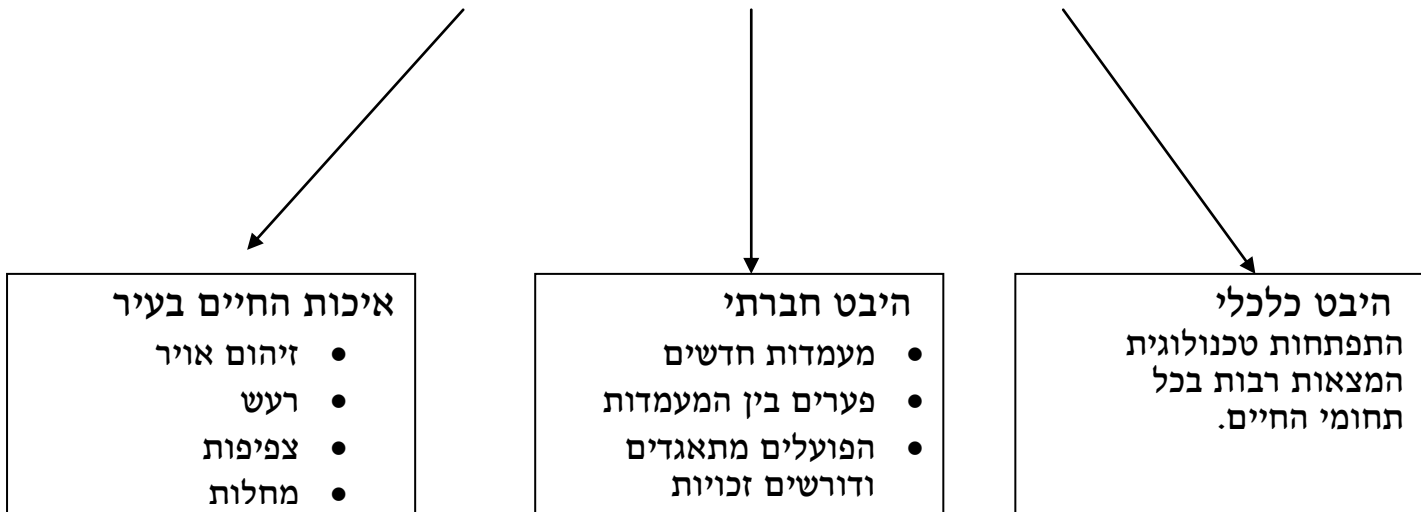 היבט כלכלי
התפתחות טכנולוגית
המצאות רבות בכל
תחומי החיים.
היבט חברתי
• מעמדות חדשים
• פערים בין המעמדות
• הפועלים מתאגדים
ודורשים זכויות
איכות החיים בעיר
• זיהום אויר
• רעש
• צפיפות
• מחלות